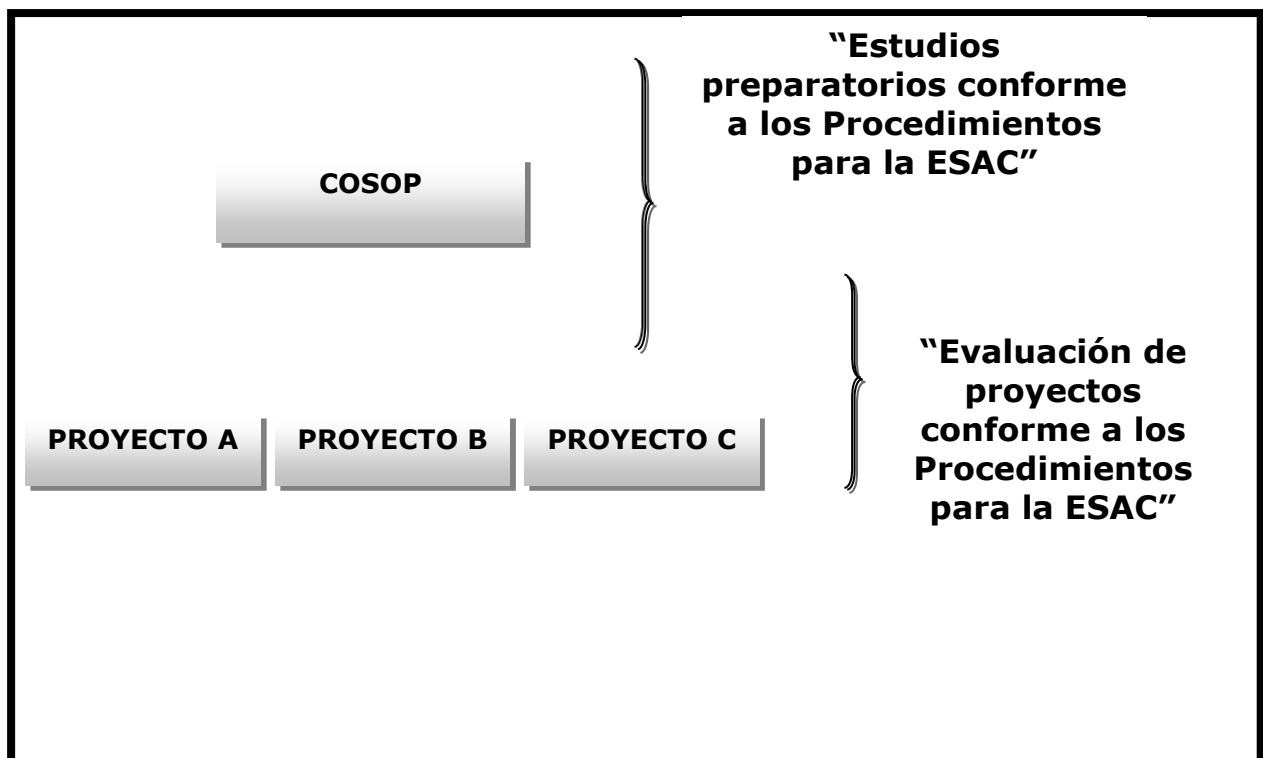 “Estudios
preparatorios conforme
a los Procedimientos
para la ESAC”
COSOP
“Evaluación de
proyectos
conforme a los
Procedimientos
para la ESAC”
PROYECTO A
PROYECTO B
PROYECTO C